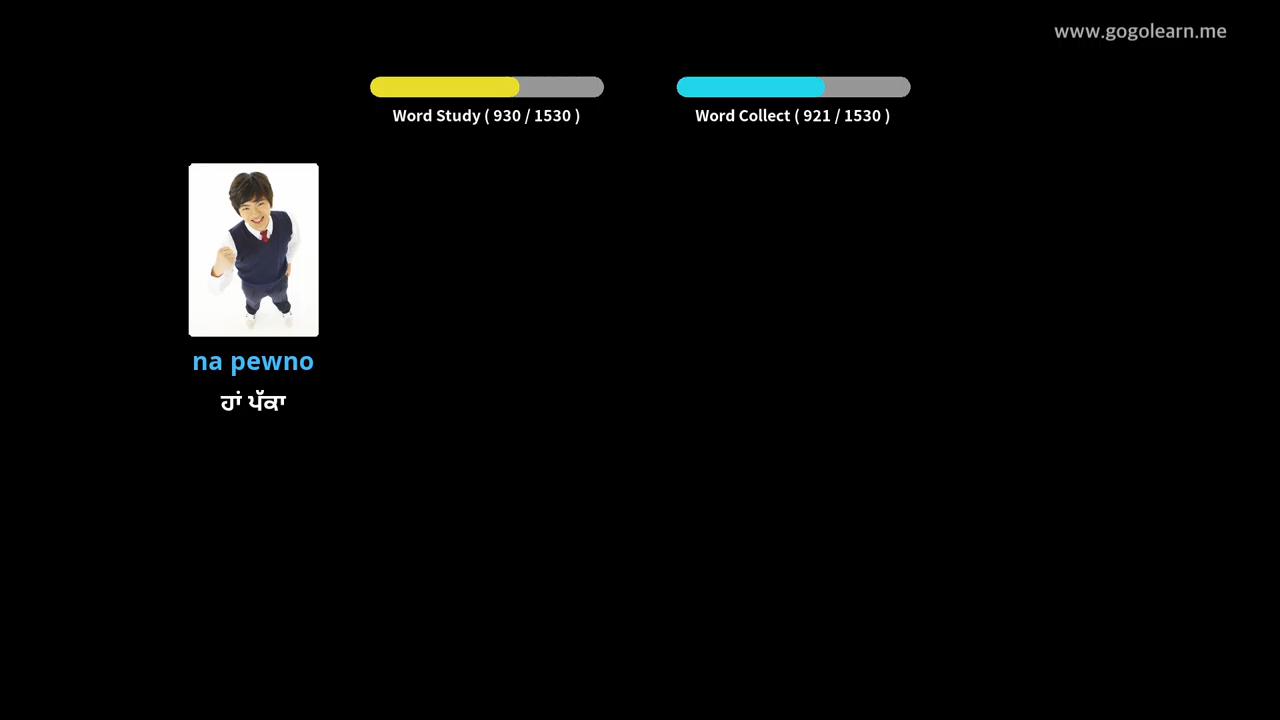 www.gogolearn.me
Word Study ( 930 / 1530 )
Word Collect ( 921 / 1530 )
na pewno
ਹਾਂ ਪੱਕਾ